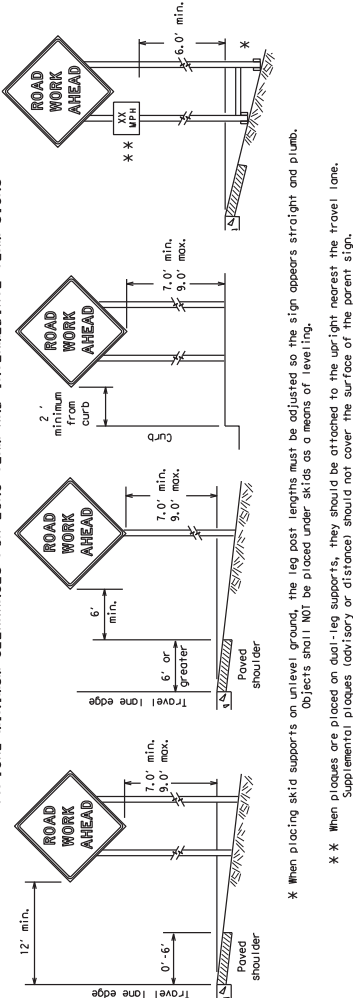 12' min.
ROAD
WORK
AHEAD
7.0' min.
9.0' max.
0'-6'
Travel lane edge
Paved
shoulder
ROAD
WORK
AHEAD
6'
min.
7.0' min.
9.0' max.
6' or
greater
Travel lane edge
Paved
shoulder
ROAD
WORK
AHEAD
2'
minimum
from
curb
7.0' min.
9.0' max.
Curb
ROAD
WORK
AHEAD
XX
MPH
* *
6.0' min.
*
* When placing skid supports on unlevel ground, the leg post lengths must be adjusted so the sign appears straight and plumb.
Objects shall NOT be placed under skids as a means of leveling.
* * When plaques are placed on dual-leg supports, they should be attached to the upright nearest the travel lane.
Supplemental plaques (advisory or distance) should not cover the surface of the parent sign.